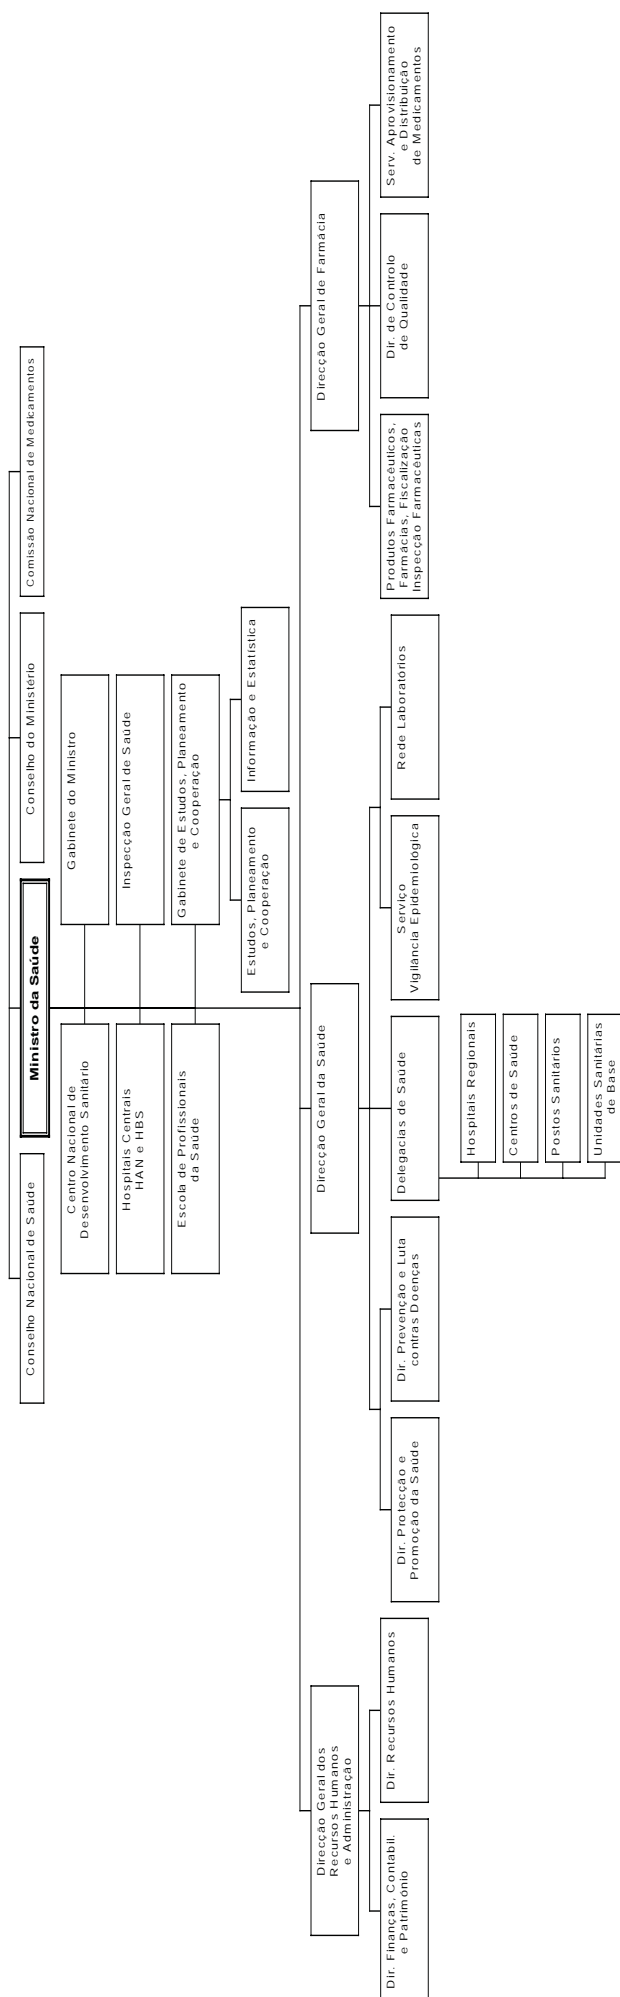 Conselho Nacional de Saúde
Ministro da Saúde
Conselho do Ministério
Comissão Nacional de Medicamentos
Centro Nacional de
Desenvolvimento Sanitário
Gabinete do Ministro
Hospitais Centrais
HAN e HBS
Inspecção Geral de Saúde
Escola de Profissionais
da Saúde
Gabinete de Estudos, Planeamento
e Cooperação
Estudos, Planeamento
e Cooperação
Informação e Estatística
Direcção Geral dos
Recursos Humanos
e Administração
Direcção Geral da Saúde
Direcção Geral de Farmácia
Dir. Finanças, Contabil.
e Património
Dir. Recursos Humanos
Dir. Protecção e
Promoção da Saúde
Dir. Prevenção e Luta
contras Doenças
Delegacias de Saúde
Serviço
Vigilância Epidemiológica
Rede Laboratórios
Produtos Farmacéuticos,
Farmácias, Fiscalização
Inspecção Farmacéuticas
Dir. de Controlo
de Qualidade
Serv. Aprovisionamento
e Distribuição
de Medicamentos
Hospitais Regionais
Centros de Saúde
Postos Sanitários
Unidades Sanitárias
de Base